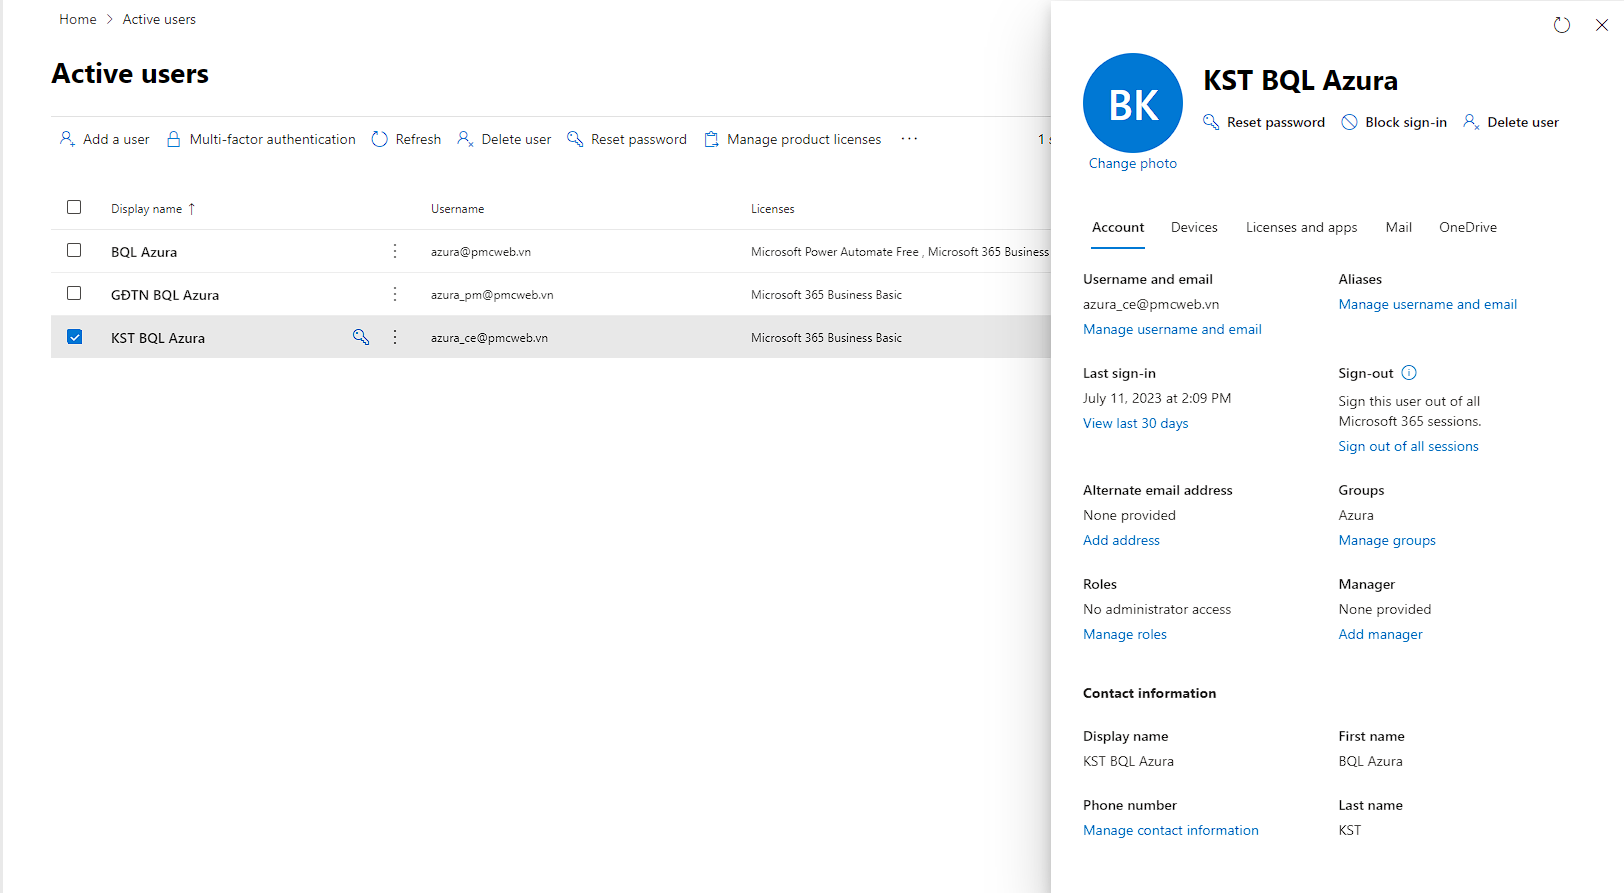 Home > Active users
Active users
Add a user Multi-factor authentication Refresh Delete user Reset password Manage product licenses ··· 1
Display name ↑ Username Licenses
BQL Azura azura@pmcweb.vn Microsoft Power Automate Free , Microsoft 365 Business
GĐTN BQL Azura azura_pm@pmcweb.vn Microsoft 365 Business Basic
KST BQL Azura azura_ce@pmcweb.vn Microsoft 365 Business Basic
BK
Change photo
KST BQL Azura
Reset password Block sign-in Delete user
Account Devices Licenses and apps Mail OneDrive
Username and email
azura_ce@pmcweb.vn
Manage username and email
Aliases
Manage username and email
Last sign-in
July 11, 2023 at 2:09 PM
View last 30 days
Sign-out
Sign this user out of all
Microsoft 365 sessions.
Sign out of all sessions
Alternate email address
None provided
Add address
Groups
Azura
Manage groups
Roles
No administrator access
Manage roles
Manager
None provided
Add manager
Contact information
Display name
KST BQL Azura
First name
BQL Azura
Phone number
Manage contact information
Last name
KST